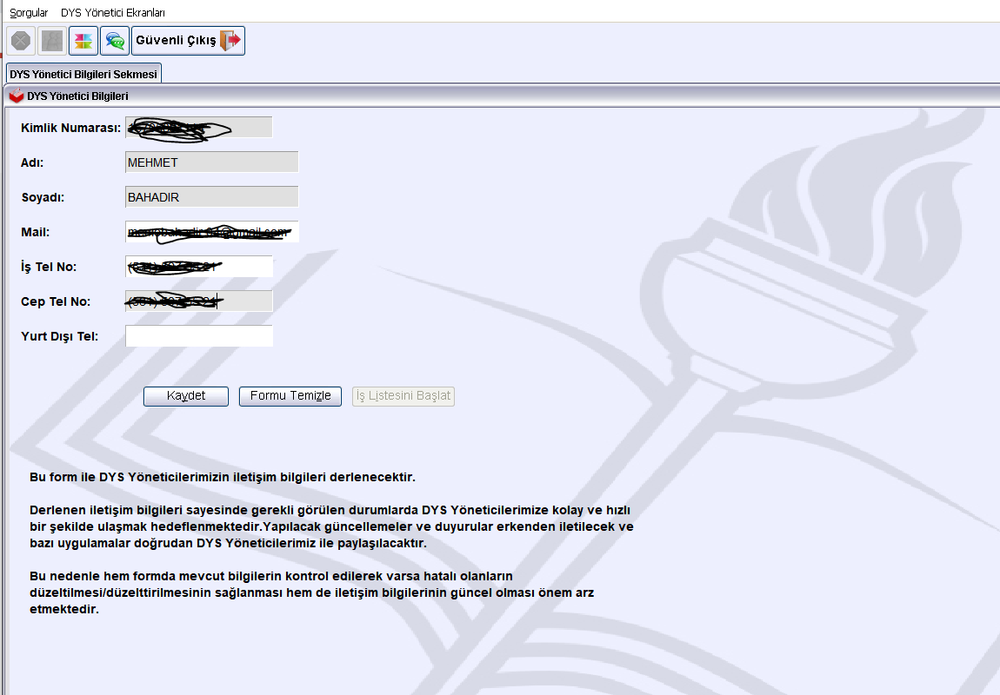 Sorgular DYS Yönetici Ekranları
Güvenli Çıkış
DYS Yönetici Bilgileri Sekmesi
DYS Yönetici Bilgileri
Kimlik Numarası:
Adı: MEHMET
Soyadı: BAHADIR
Mail:
İş Tel No:
Cep Tel No:
Yurt Dışı Tel:
Kaydet Formu Temizle İş Listesini Başlat
Bu form ile DYS Yöneticilerimizin iletişim bilgileri derlenecektir.
Derlenen iletişim bilgileri sayesinde gerekli görülen durumlarda DYS Yöneticilerimize kolay ve hızlı
bir şekilde ulaşmak hedeflenmektedir.Yapılacak güncellemeler ve duyurular erkenden iletilecek ve
bazı uygulamalar doğrudan DYS Yöneticilerimiz ile paylaşılacaktır.
Bu nedenle hem formda mevcut bilgilerin kontrol edilerek varsa hatalı olanların
düzeltilmesi/düzelttirilmesinin sağlanması hem de iletişim bilgilerinin güncel olması önem arz
etmektedir.